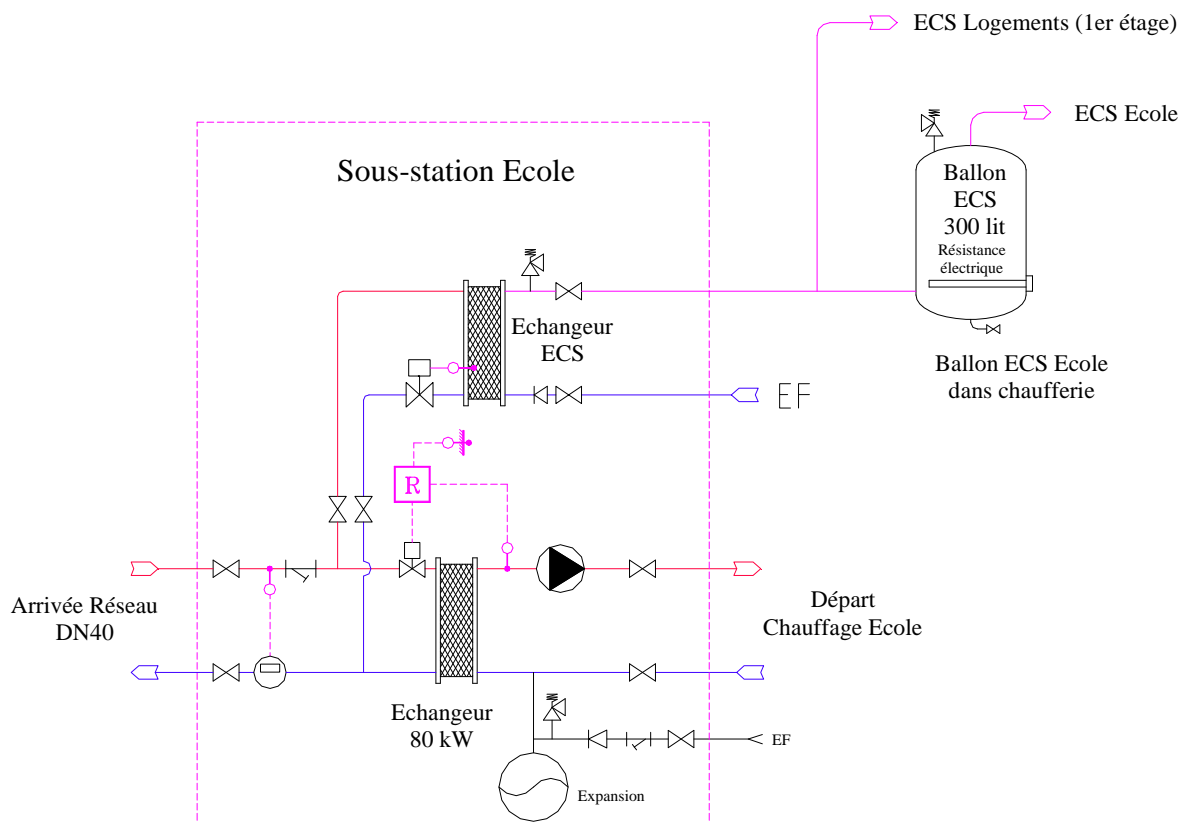 ECS Logements (1er étage)
ECS Ecole
Sous-station Ecole
Ballon
ECS
300 lit
Résistance
électrique
Echangeur
ECS
Ballon ECS Ecole
dans chaufferie
EF
R
Arrivée Réseau
DN40
Départ
Chauffage Ecole
Echangeur
80 kW
EF
Expansion